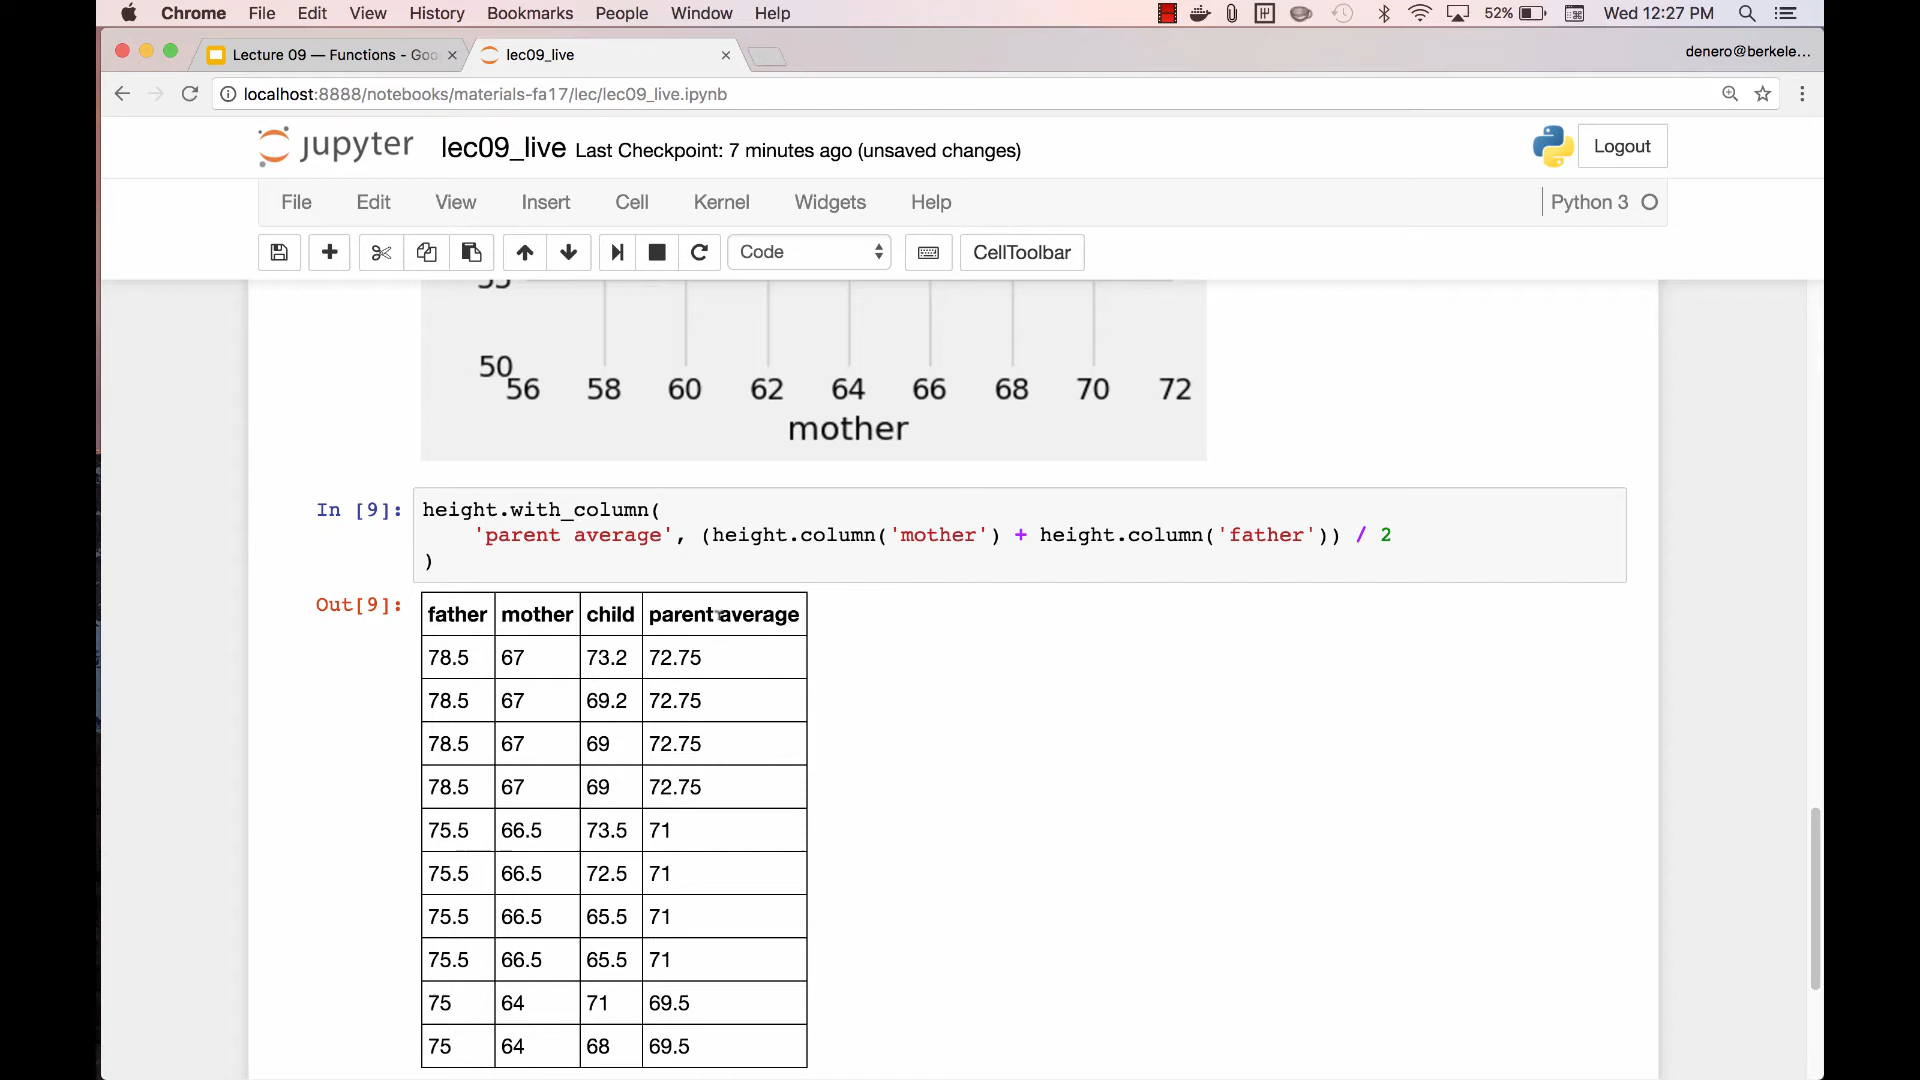 Chrome File Edit View History Bookmarks People Window Help 52% Wed 12:27 PM
Lecture 09 — Functions - Goo lec09_live denero@berkele...
localhost:8888/notebooks/materials-fa17/lec/lec09_live.ipynb
jupyter lec09_live Last Checkpoint: 7 minutes ago (unsaved changes) Logout
File Edit View Insert Cell Kernel Widgets Help Python 3
Code CellToolbar
50
56 58 60 62 64 66 68 70 72
mother
In [9]: height.with_column(
'parent average', (height.column('mother') + height.column('father')) / 2
)
Out[9]:
father mother child parent average
78.5 67 73.2 72.75
78.5 67 69.2 72.75
78.5 67 69 72.75
78.5 67 69 72.75
75.5 66.5 73.5 71
75.5 66.5 72.5 71
75.5 66.5 65.5 71
75.5 66.5 65.5 71
75 64 71 69.5
75 64 68 69.5